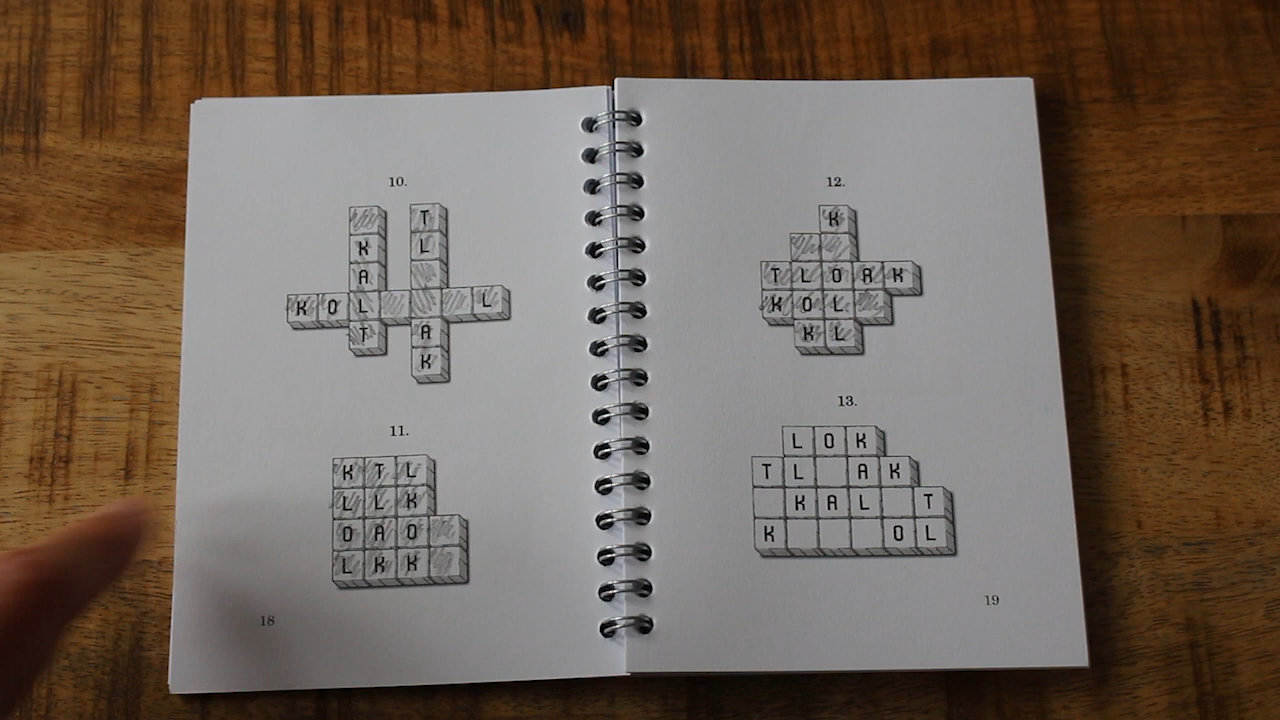 10.
T
K L
A
K O L L
T A
K
11.
K T L
L L K
O A O
L K K
18
12.
K
T L O A K
K O L
K L
13.
L O K
T L A K
K A L T
K O L
19